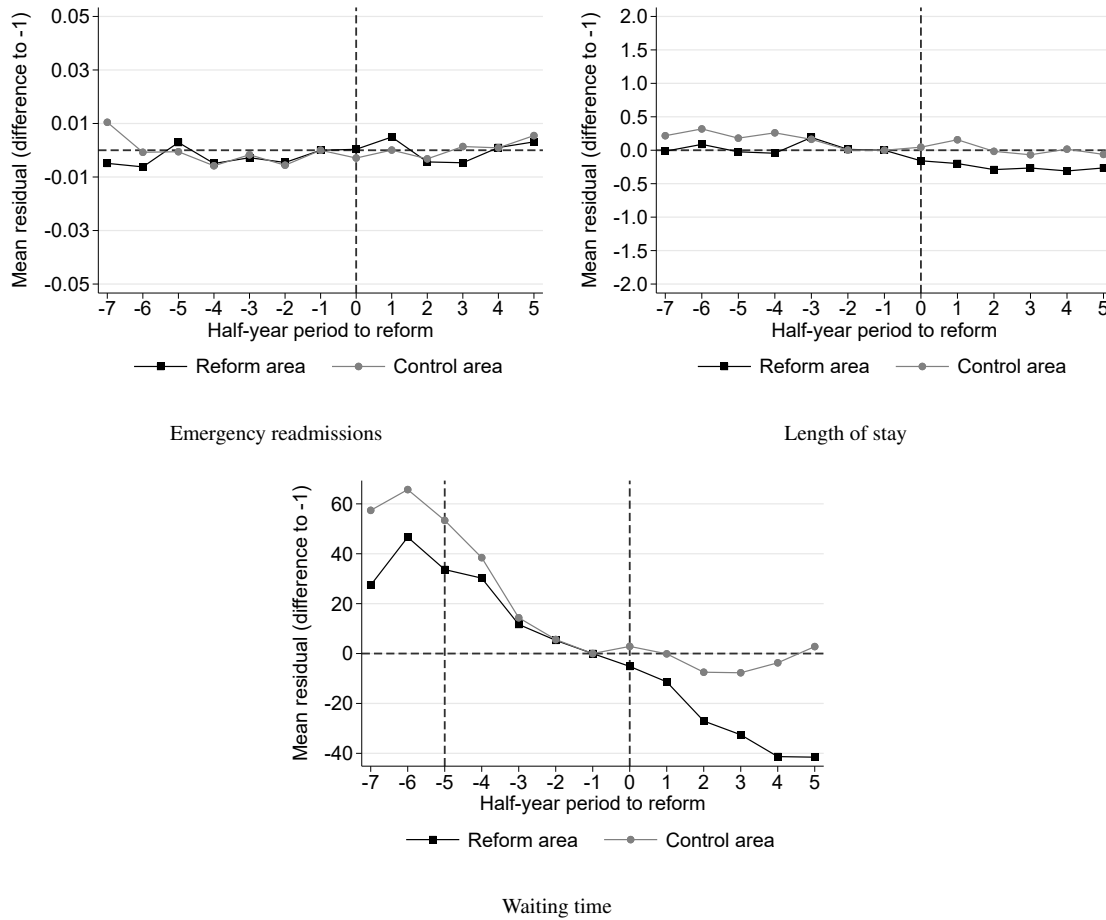 Mean residual (difference to -1)
0.05
0.03
0.01
-0.01
-0.03
-0.05
-7 -6 -5 -4 -3 -2 -1 0 1 2 3 4 5
Half-year period to reform
Reform area Control area
Emergency readmissions
Mean residual (difference to -1)
2.0
1.5
1.0
0.5
0.0
-0.5
-1.0
-1.5
-2.0
-7 -6 -5 -4 -3 -2 -1 0 1 2 3 4 5
Half-year period to reform
Reform area Control area
Length of stay
Mean residual (difference to -1)
60
40
20
0
-20
-40
-7 -6 -5 -4 -3 -2 -1 0 1 2 3 4 5
Half-year period to reform
Reform area Control area
Waiting time